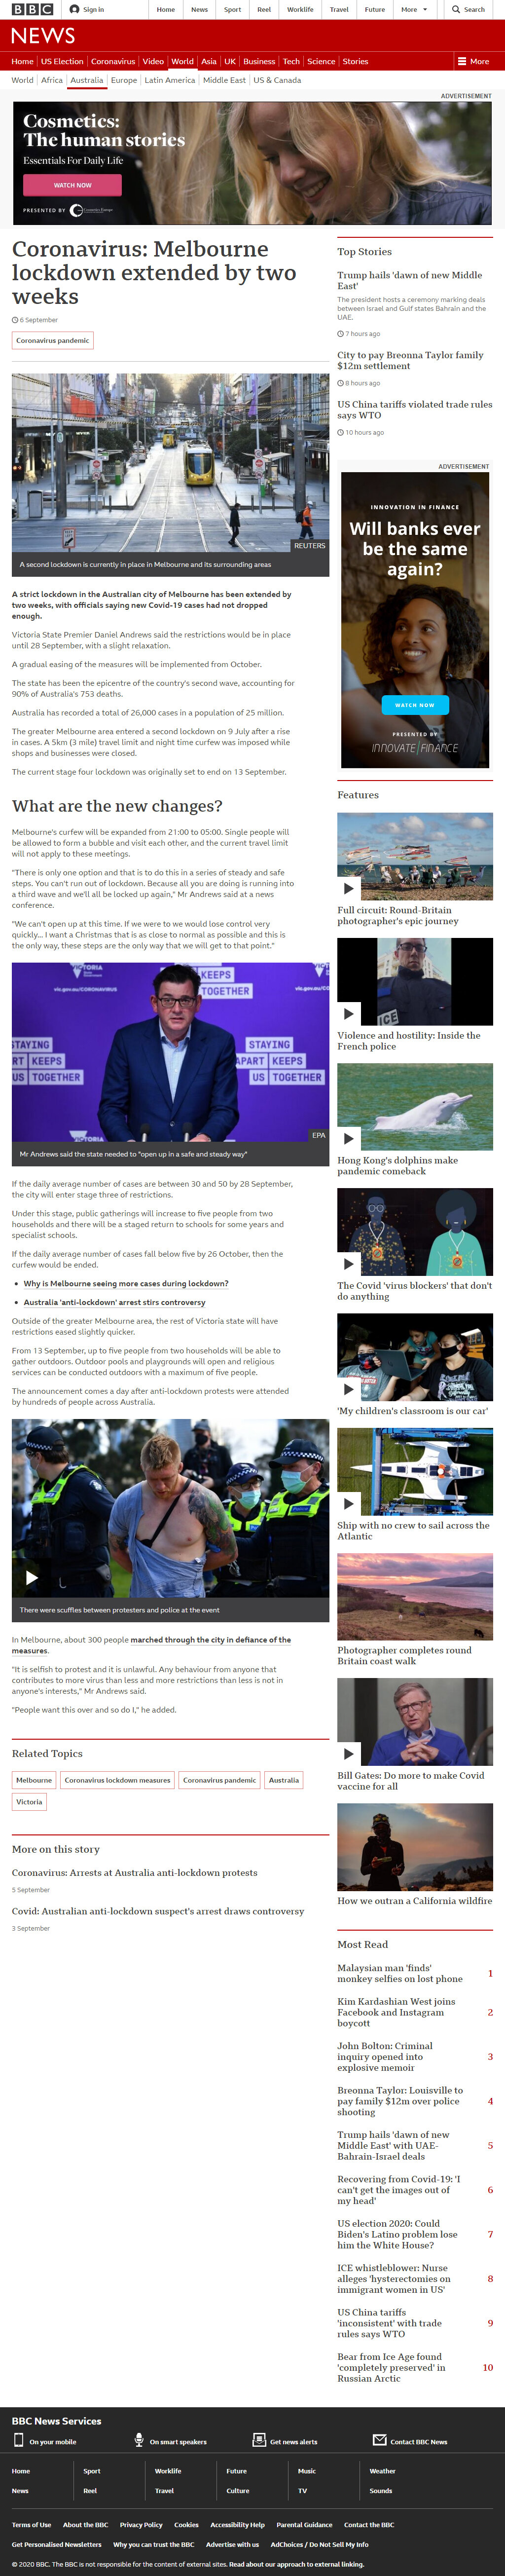 BBC
Sign in
Home
News
Sport
Reel
Worklife
Travel
Future
More
Search
NEWS
Home
US Election
Coronavirus
Video
World
Asia
UK
Business
Tech
Science
Stories
More
World
Africa
Australia
Europe
Latin America
Middle East
US & Canada
ADVERTISEMENT
Cosmetics:
The human stories
Essentials For Daily Life
WATCH NOW
PRESENTED BY
Cosmetics Europe
Coronavirus: Melbourne
lockdown extended by two
weeks
6 September
Coronavirus pandemic
REUTERS
A second lockdown is currently in place in Melbourne and its surrounding areas
A strict lockdown in the Australian city of Melbourne has been extended by
two weeks, with officials saying new Covid-19 cases had not dropped
enough.
Victoria State Premier Daniel Andrews said the restrictions would be in place
until 28 September, with a slight relaxation.
A gradual easing of the measures will be implemented from October.
The state has been the epicentre of the country's second wave, accounting for
90% of Australia's 753 deaths.
Australia has recorded a total of 26,000 cases in a population of 25 million.
The greater Melbourne area entered a second lockdown on 9 July after a rise
in cases. A 5km (3 mile) travel limit and night time curfew was imposed while
shops and businesses were closed.
The current stage four lockdown was originally set to end on 13 September.
What are the new changes?
Melbourne's curfew will be expanded from 21:00 to 05:00. Single people will
be allowed to form a bubble and visit each other, and the current travel limit
will not apply to these meetings.
"There is only one option and that is to do this in a series of steady and safe
steps. You can't run out of lockdown. Because all you are doing is running into
a third wave and we'll all be locked up again," Mr Andrews said at a news
conference.
"We can't open up at this time. If we were to we would lose control very
quickly... I want a Christmas that is as close to normal as possible and this is
the only way, these steps are the only way that we will get to that point."
VICTORIA
vic.gov.au/CORONAVIRUS
STAYING
APART KEEPS
US TOGETHER
EPA
Mr Andrews said the state needed to "open up in a safe and steady way"
If the daily average number of cases are between 30 and 50 by 28 September,
the city will enter stage three of restrictions.
Under this stage, public gatherings will increase to five people from two
households and there will be a staged return to schools for some years and
specialist schools.
If the daily average number of cases fall below five by 26 October, then the
curfew would be ended.
Why is Melbourne seeing more cases during lockdown?
Australia 'anti-lockdown' arrest stirs controversy
Outside of the greater Melbourne area, the rest of Victoria state will have
restrictions eased slightly quicker.
From 13 September, up to five people from two households will be able to
gather outdoors. Outdoor pools and playgrounds will open and religious
services can be conducted outdoors with a maximum of five people.
The announcement comes a day after anti-lockdown protests were attended
by hundreds of people across Australia.
There were scuffles between protesters and police at the event
In Melbourne, about 300 people marched through the city in defiance of the
measures.
"It is selfish to protest and it is unlawful. Any behaviour from anyone that
contributes to more virus than less and more restrictions than less is not in
anyone's interests," Mr Andrews said.
"People want this over and so do I," he added.
Related Topics
Melbourne
Coronavirus lockdown measures
Coronavirus pandemic
Australia
Victoria
More on this story
Coronavirus: Arrests at Australia anti-lockdown protests
5 September
Covid: Australian anti-lockdown suspect's arrest draws controversy
3 September
Top Stories
Trump hails 'dawn of new Middle
East'
The president hosts a ceremony marking deals
between Israel and Gulf states Bahrain and the
UAE.
7 hours ago
City to pay Breonna Taylor family
$12m settlement
8 hours ago
US China tariffs violated trade rules
says WTO
10 hours ago
ADVERTISEMENT
INNOVATION IN FINANCE
Will banks ever
be the same
again?
WATCH NOW
PRESENTED BY
INNOVATE FINANCE
Features
Full circuit: Round-Britain
photographer's epic journey
Violence and hostility: Inside the
French police
Hong Kong's dolphins make
pandemic comeback
The Covid 'virus blockers' that don't
do anything
'My children's classroom is our car'
Ship with no crew to sail across the
Atlantic
Photographer completes round
Britain coast walk
Bill Gates: Do more to make Covid
vaccine for all
How we outran a California wildfire
Most Read
Malaysian man 'finds'
monkey selfies on lost phone
1
Kim Kardashian West joins
Facebook and Instagram
boycott
2
John Bolton: Criminal
inquiry opened into
explosive memoir
3
Breonna Taylor: Louisville to
pay family $12m over police
shooting
4
Trump hails 'dawn of new
Middle East' with UAE-
Bahrain-Israel deals
5
Recovering from Covid-19: 'I
can't get the images out of
my head'
6
US election 2020: Could
Biden's Latino problem lose
him the White House?
7
ICE whistleblower: Nurse
alleges 'hysterectomies on
immigrant women in US'
8
US China tariffs
'inconsistent' with trade
rules says WTO
9
Bear from Ice Age found
'completely preserved' in
Russian Arctic
10
BBC News Services
On your mobile
On smart speakers
Get news alerts
Contact BBC News
Home
Sport
Worklife
Future
Music
Weather
News
Reel
Travel
Culture
TV
Sounds
Terms of Use
About the BBC
Privacy Policy
Cookies
Accessibility Help
Parental Guidance
Contact the BBC
Get Personalised Newsletters
Why you can trust the BBC
Advertise with us
AdChoices / Do Not Sell My Info
© 2020 BBC. The BBC is not responsible for the content of external sites. Read about our approach to external linking.